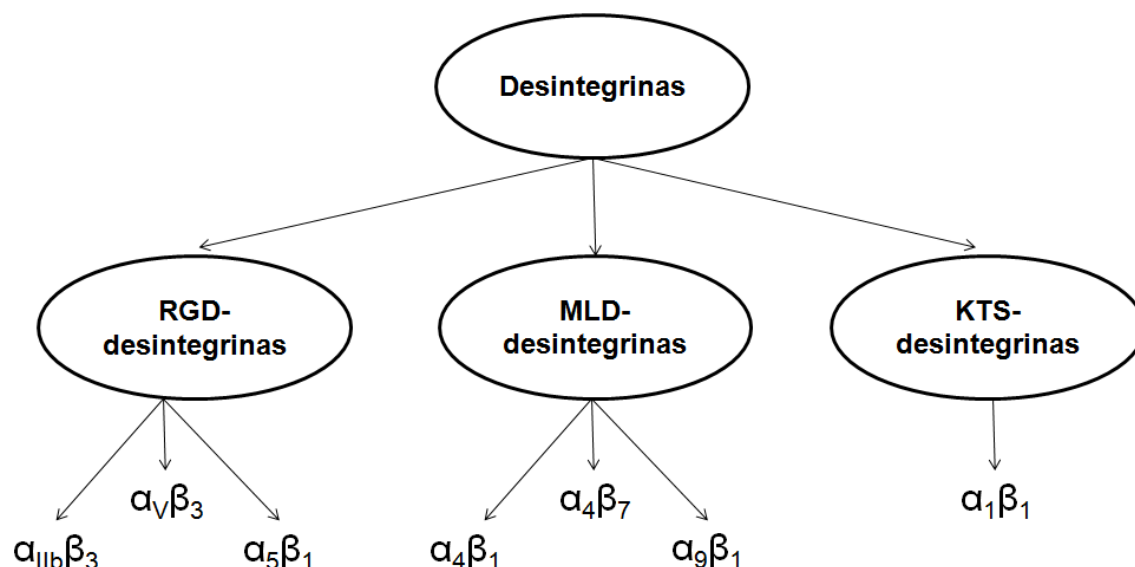 Desintegrinas
RGD-
desintegrinas
MLD-
desintegrinas
KTS-
desintegrinas
αVβ3
α4β7
α1β1
αIIbβ3
α5β1
α4β1
α9β1